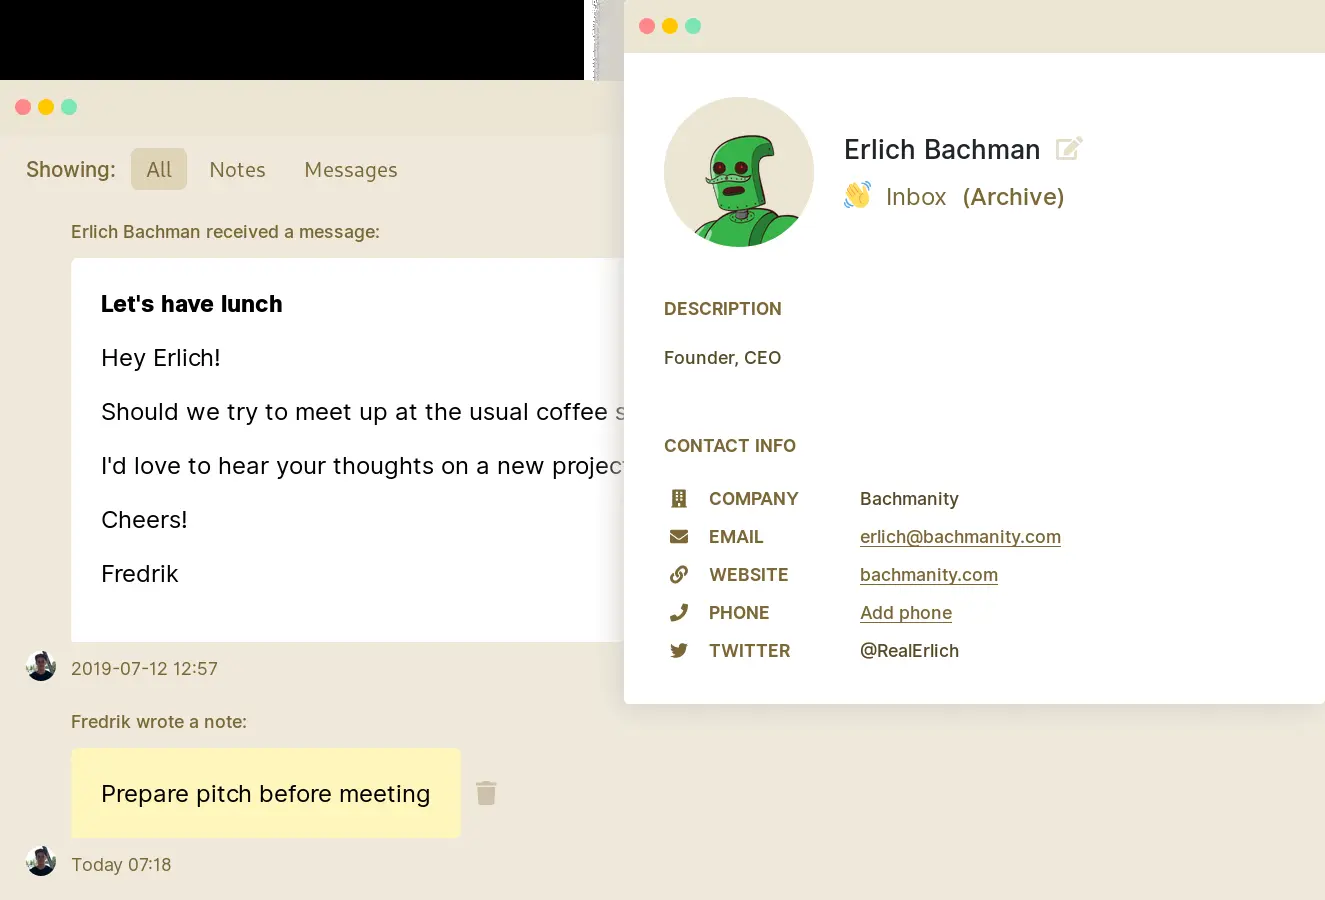 Showing: All Notes Messages
Erlich Bachman received a message:
Let's have lunch
Hey Erlich!
Should we try to meet up at the usual coffee
I'd love to hear your thoughts on a new project
Cheers!
Fredrik
2019-07-12 12:57
Fredrik wrote a note:
Prepare pitch before meeting
Today 07:18
Erlich Bachman
Inbox (Archive)
DESCRIPTION
Founder, CEO
CONTACT INFO
COMPANY Bachmanity
EMAIL erlich@bachmanity.com
WEBSITE bachmanity.com
PHONE Add phone
TWITTER @RealErlich